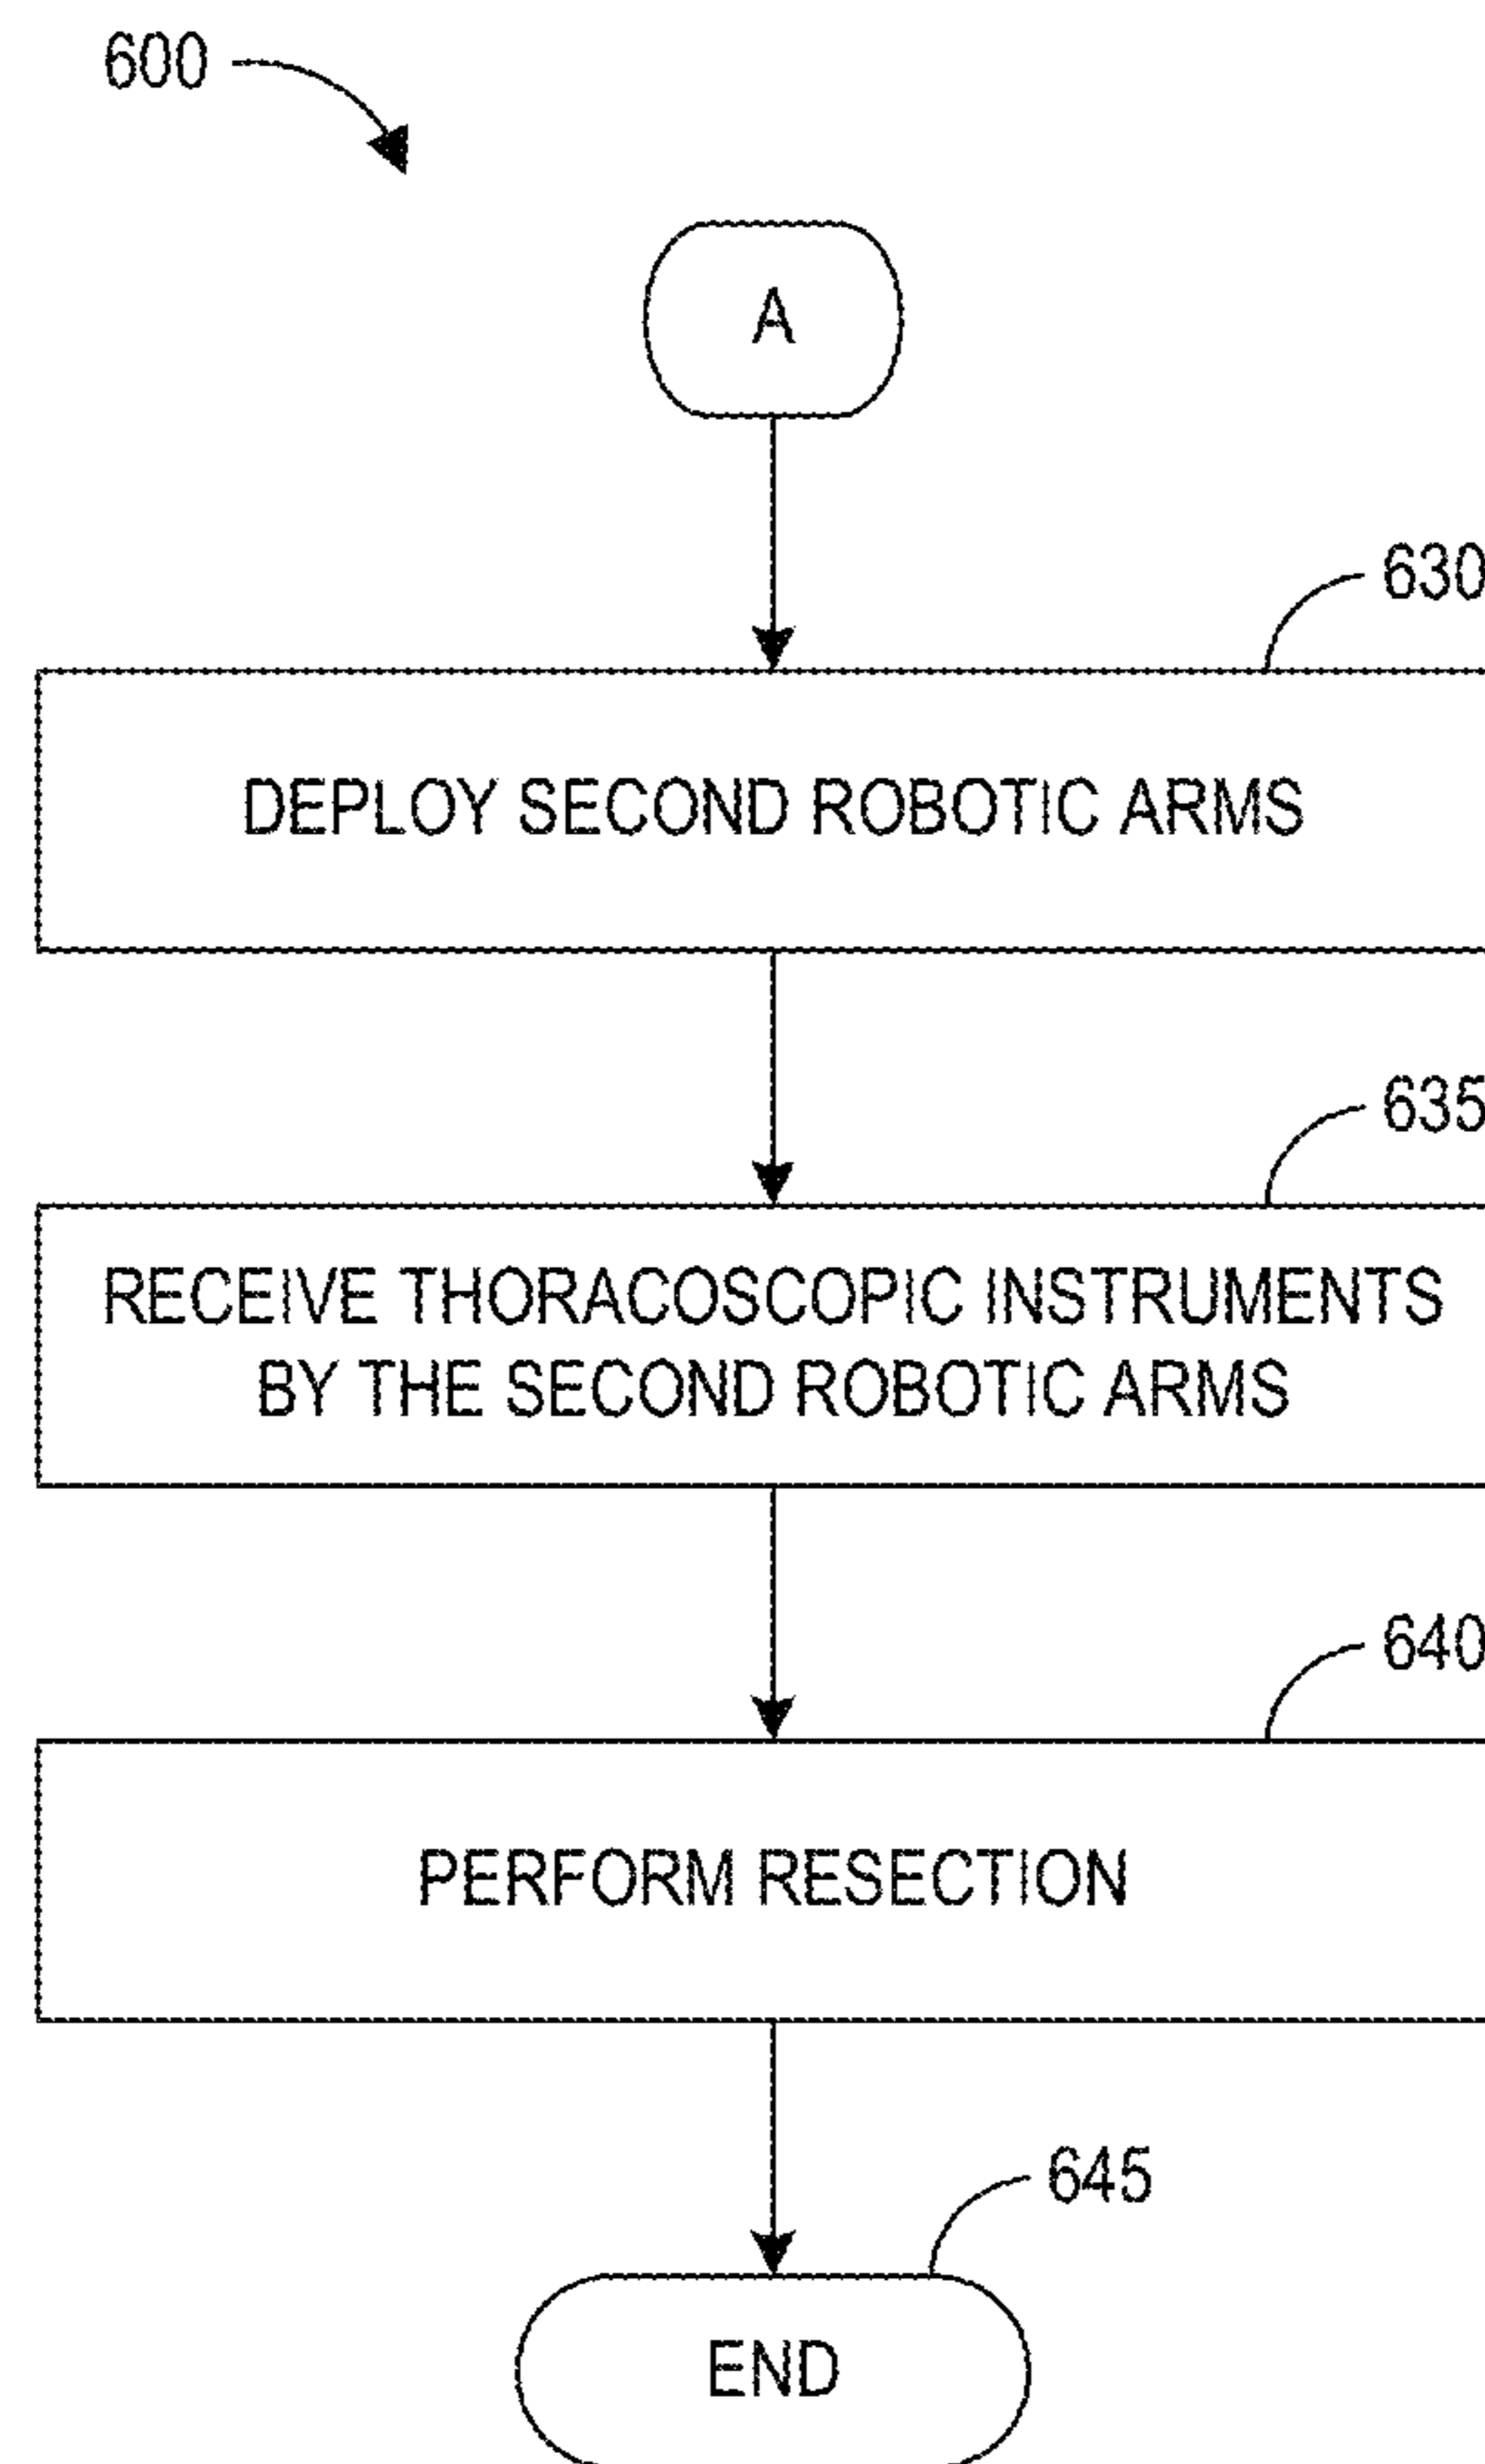 600
A
630
DEPLOY SECOND ROBOTIC ARMS
635
RECEIVE THORACOSCOPIC INSTRUMENTS
BY THE SECOND ROBOTIC ARMS
640
PERFORM RESECTION
645
END